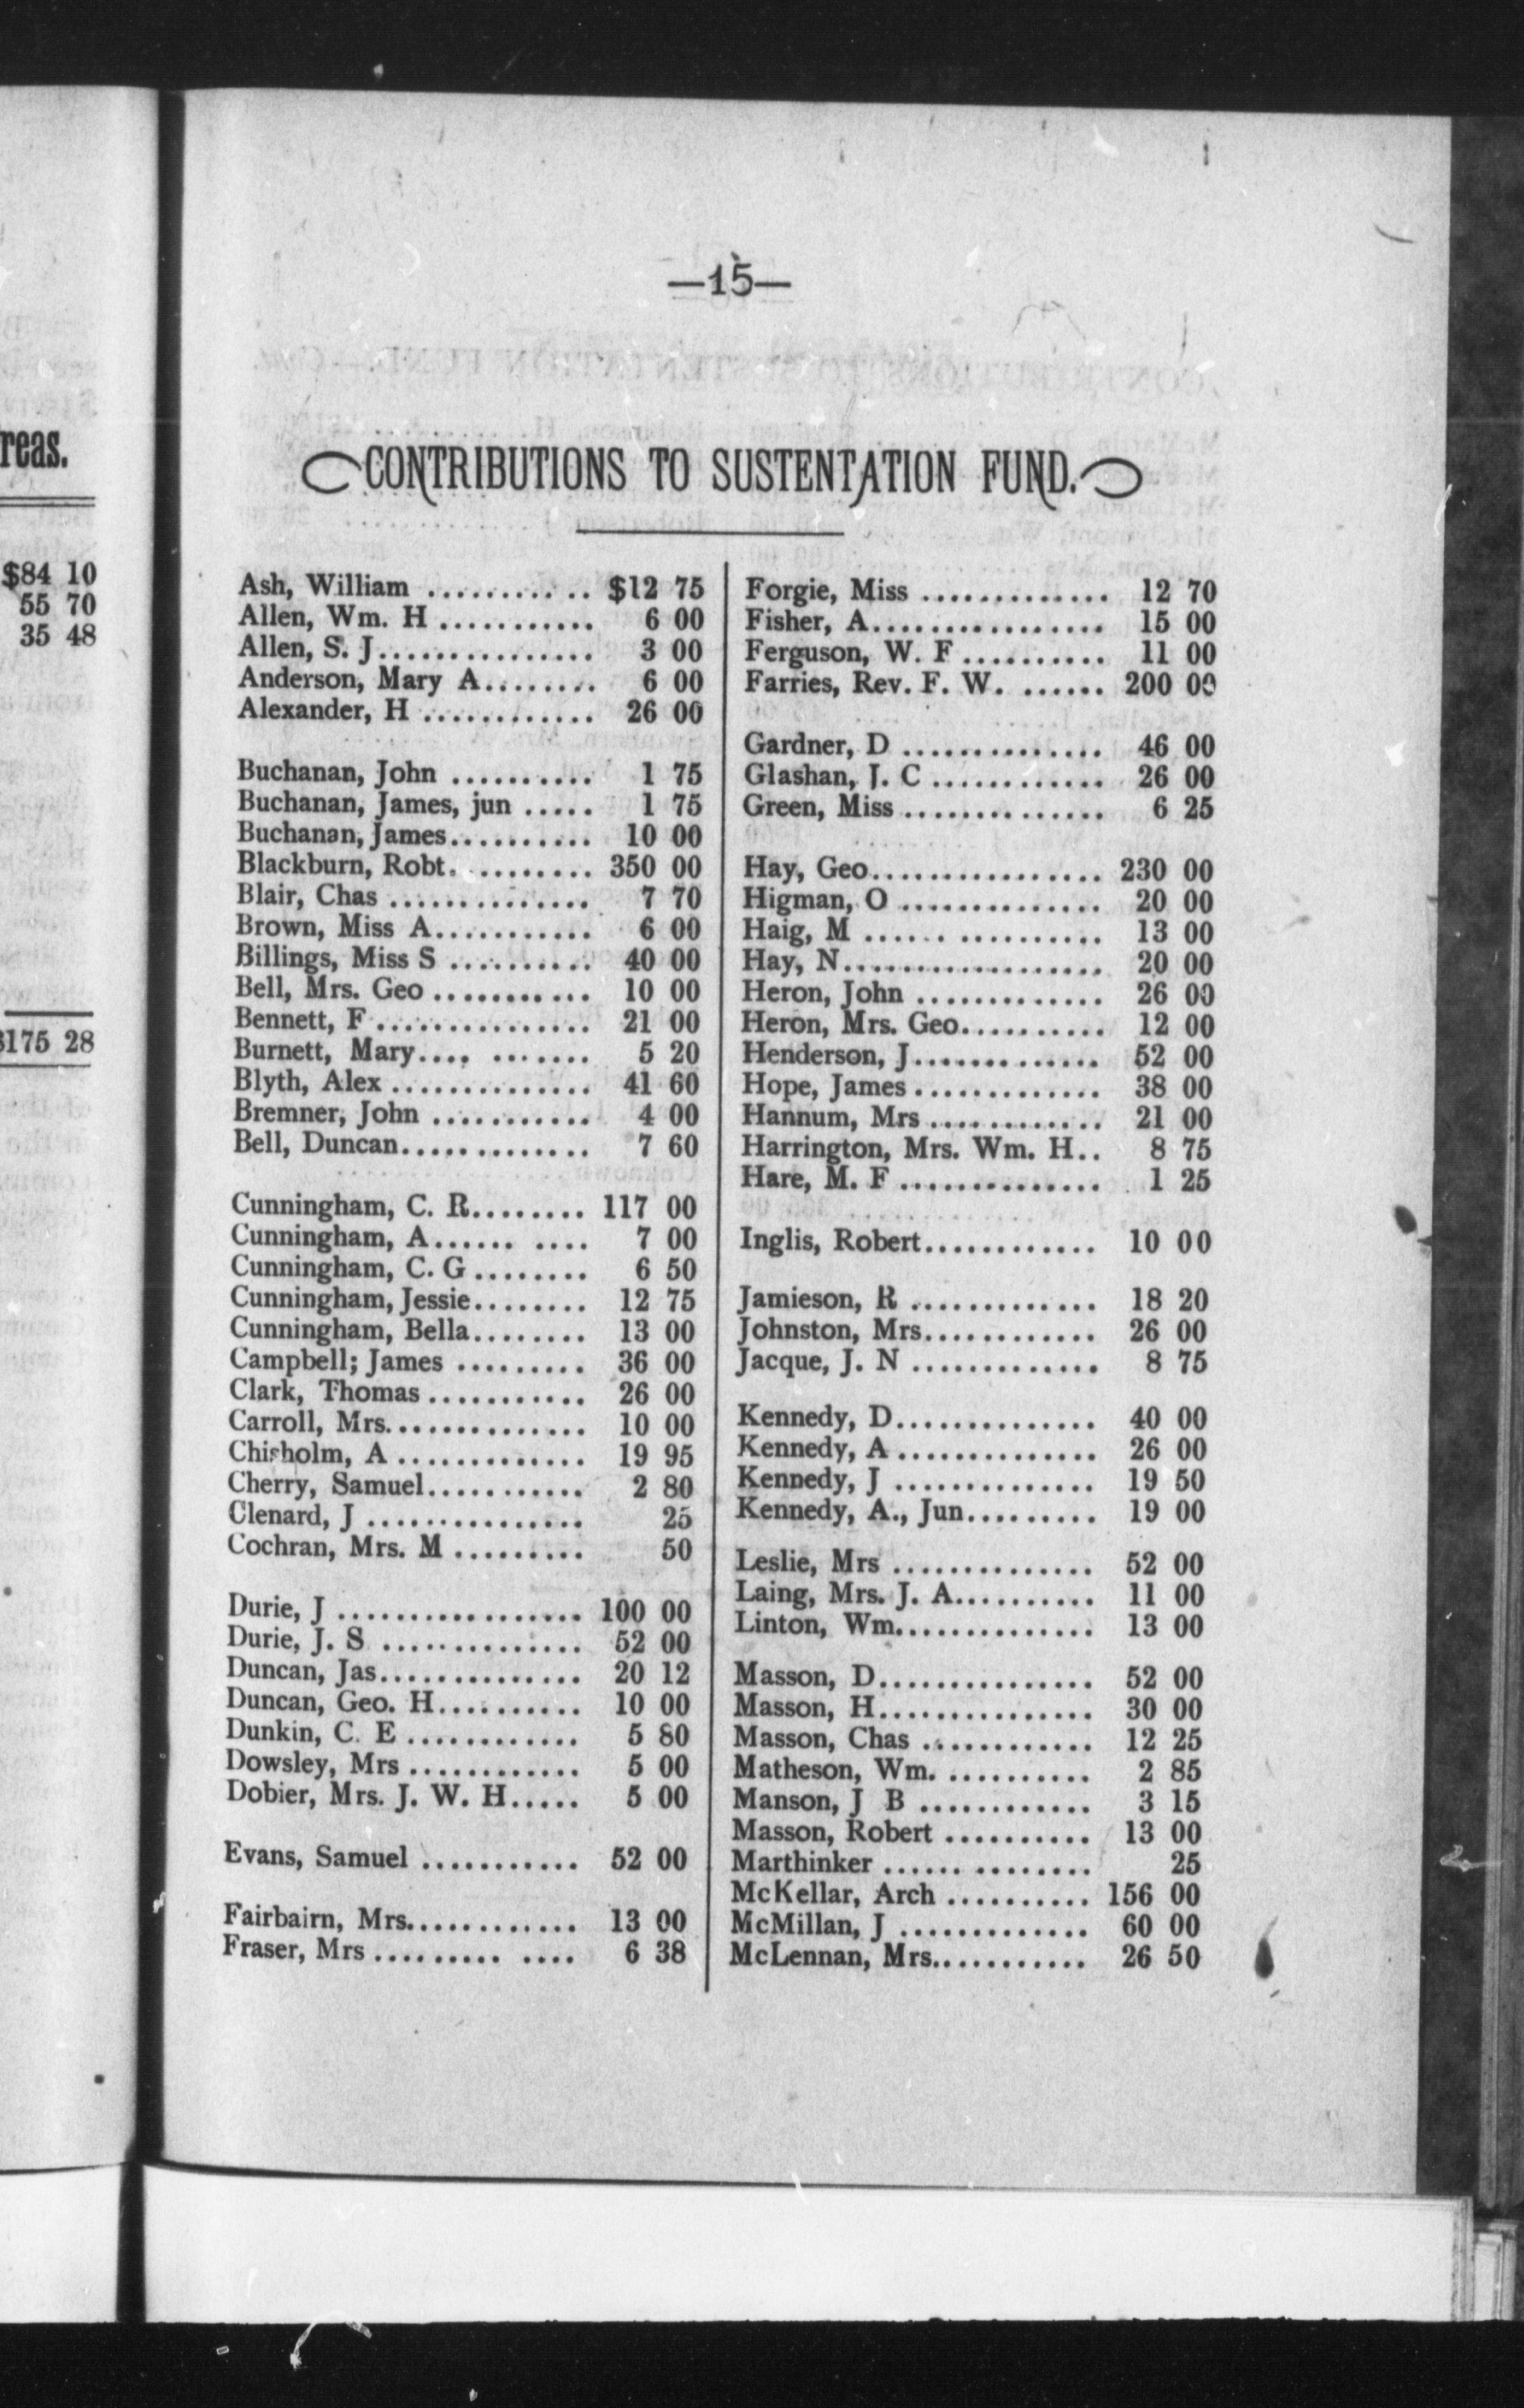 reas.
$84 10
55 70
35 48
175 28
—15—
CONTRIBUTIONS TO SUSTENTATION FUND.
Ash, William ........... $12 75
Allen, Wm. H ........... 6 00
Allen, S. J............... 3 00
Anderson, Mary A........ 6 00
Alexander, H ............ 26 00
Buchanan, John .......... 1 75
Buchanan, James, jun ..... 1 75
Buchanan, James.......... 10 00
Blackburn, Robt. ......... 350 00
Blair, Chas .............. 7 70
Brown, Miss A........... 6 00
Billings, Miss S .......... 40 00
Bell, Mrs. Geo ........... 10 00
Bennett, F ............... 21 00
Burnett, Mary.... ....... 5 20
Blyth, Alex .............. 41 60
Bremner, John ........... 4 00
Bell, Duncan............. 7 60
Cunningham, C. R........ 117 00
Cunningham, A...... .... 7 00
Cunningham, C. G ........ 6 50
Cunningham, Jessie........ 12 75
Cunningham, Bella........ 13 00
Campbell; James ......... 36 00
Clark, Thomas ........... 26 00
Carroll, Mrs.............. 10 00
Chisholm, A ............. 19 95
Cherry, Samuel........... 2 80
Clenard, J ............... 25
Cochran, Mrs. M ......... 50
Durie, J ................. 100 00
Durie, J. S .............. 52 00
Duncan, Jas.............. 20 12
Duncan, Geo. H.......... 10 00
Dunkin, C. E ............ 5 80
Dowsley, Mrs ............ 5 00
Dobier, Mrs. J. W. H..... 5 00
Evans, Samuel ........... 52 00
Fairbairn, Mrs............ 13 00
Fraser, Mrs ......... .... 6 38
Forgie, Miss ............. 12 70
Fisher, A................ 15 00
Ferguson, W. F .......... 11 00
Farries, Rev. F. W. ...... 200 00
Gardner, D .............. 46 00
Glashan, J. C ............ 26 00
Green, Miss .............. 6 25
Hay, Geo................ 230 00
Higman, O .............. 20 00
Haig, M ...... .......... 13 00
Hay, N.................. 20 00
Heron, John ............. 26 00
Heron, Mrs. Geo.......... 12 00
Henderson, J............. 52 00
Hope, James ............. 38 00
Hannum, Mrs ............ 21 00
Harrington, Mrs. Wm. H.. 8 75
Hare, M. F .............. 1 25
Inglis, Robert............ 10 00
Jamieson, R ............. 18 20
Johnston, Mrs............ 26 00
Jacque, J. N ............. 8 75
Kennedy, D.............. 40 00
Kennedy, A .............. 26 00
Kennedy, J .............. 19 50
Kennedy, A., Jun......... 19 00
Leslie, Mrs .............. 52 00
Laing, Mrs. J. A.......... 11 00
Linton, Wm.............. 13 00
Masson, D............... 52 00
Masson, H............... 30 00
Masson, Chas ............ 12 25
Matheson, Wm. .......... 2 85
Manson, J B ............ 3 15
Masson, Robert .......... 13 00
Marthinker ...... ........ 25
McKellar, Arch .......... 156 00
McMillan, J ............. 60 00
McLennan, Mrs........... 26 50